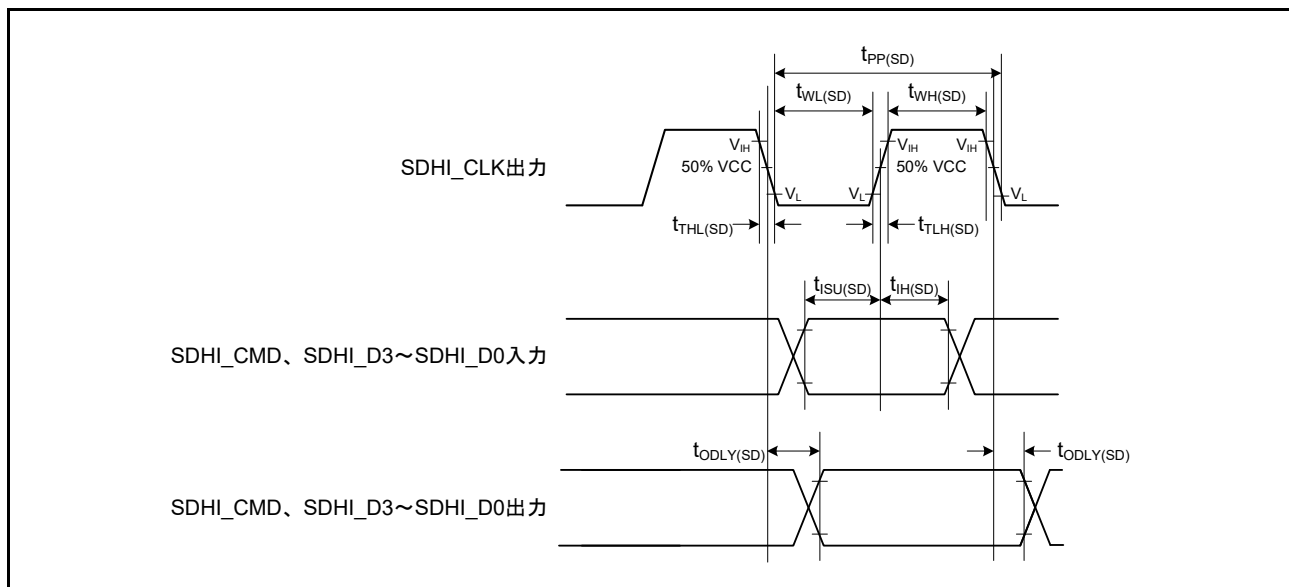 tPP(SD)
tWL(SD) tWH(SD)
VIH VIH VIH
SDHI_CLK出力 50% VCC 50% VCC
VL VL VL
tTHL(SD) tTLH(SD)
tISU(SD) tIH(SD)
SDHI_CMD、SDHI_D3～SDHI_D0入力
tODLY(SD) tODLY(SD)
SDHI_CMD、SDHI_D3～SDHI_D0出力